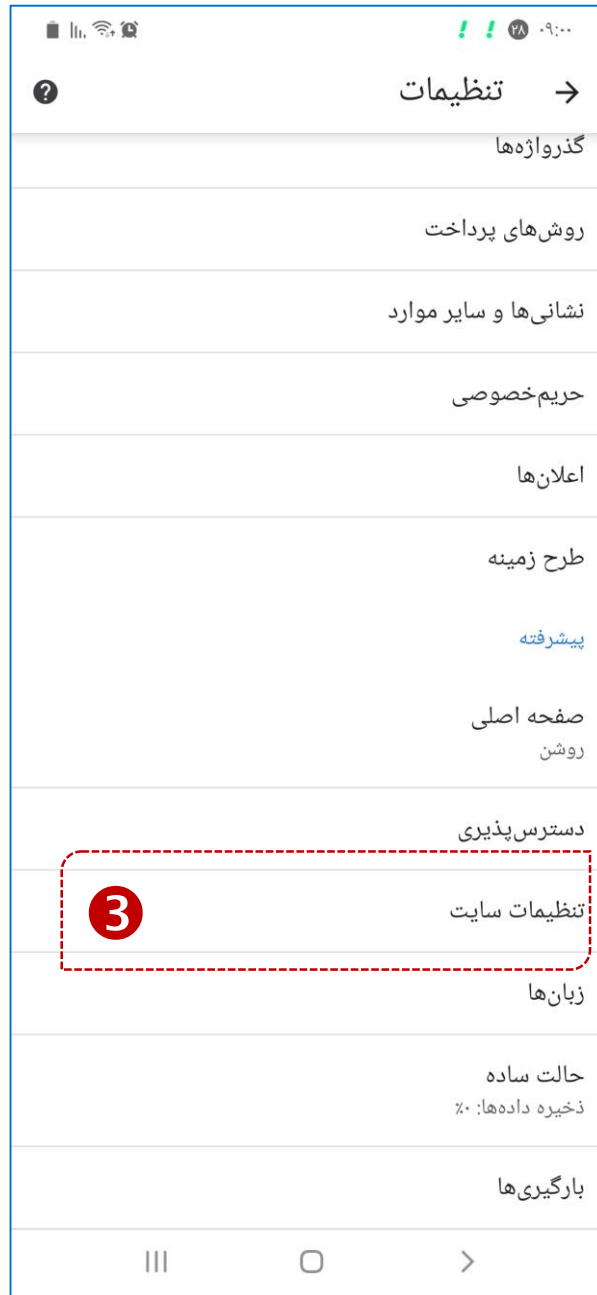 ۲۸ ۰۹:۰۰
تنظیمات
گذرواژه‌ها
روش‌های پرداخت
نشانی‌ها و سایر موارد
حریم‌خصوصی
اعلان‌ها
طرح زمینه
پیشرفته
صفحه اصلی
روشن
دسترس‌پذیری
تنظیمات سایت
3
زبان‌ها
حالت ساده
ذخیره داده‌ها: ۰٪
بارگیری‌ها